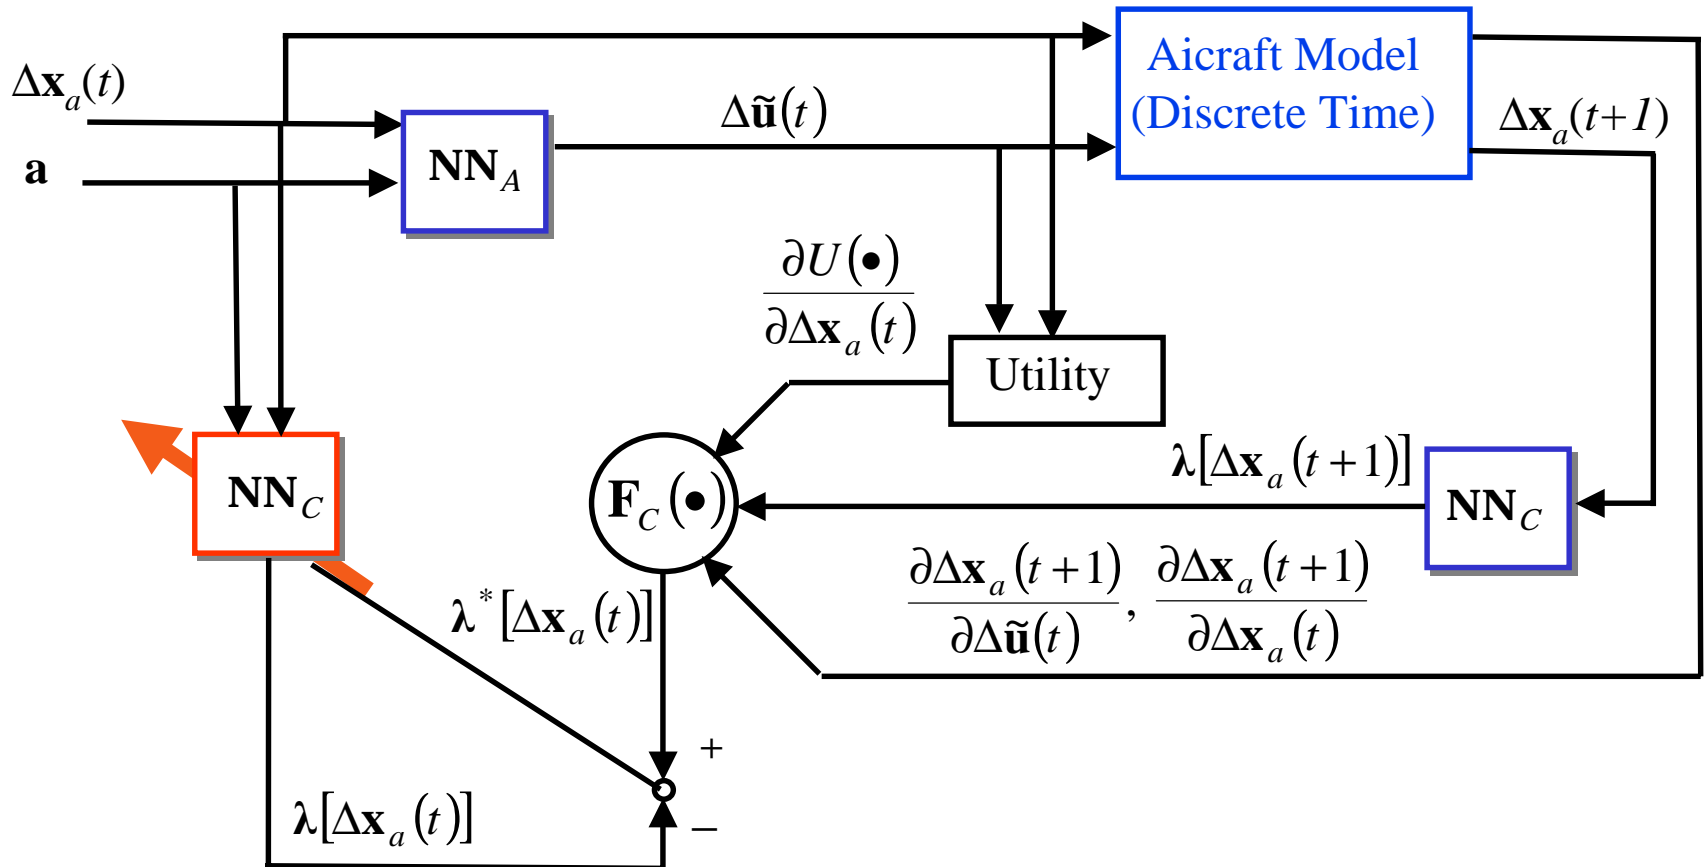 Δx_a(t)
a
NN_A
Δũ(t)
Aicraft Model
(Discrete Time)
Δx_a(t+1)
∂U(•)
∂Δx_a(t)
Utility
NN_C
F_C(•)
λ[Δx_a(t+1)]
NN_C
∂Δx_a(t+1) , ∂Δx_a(t+1)
∂Δũ(t) ∂Δx_a(t)
λ*[Δx_a(t)]
+
λ[Δx_a(t)]
−